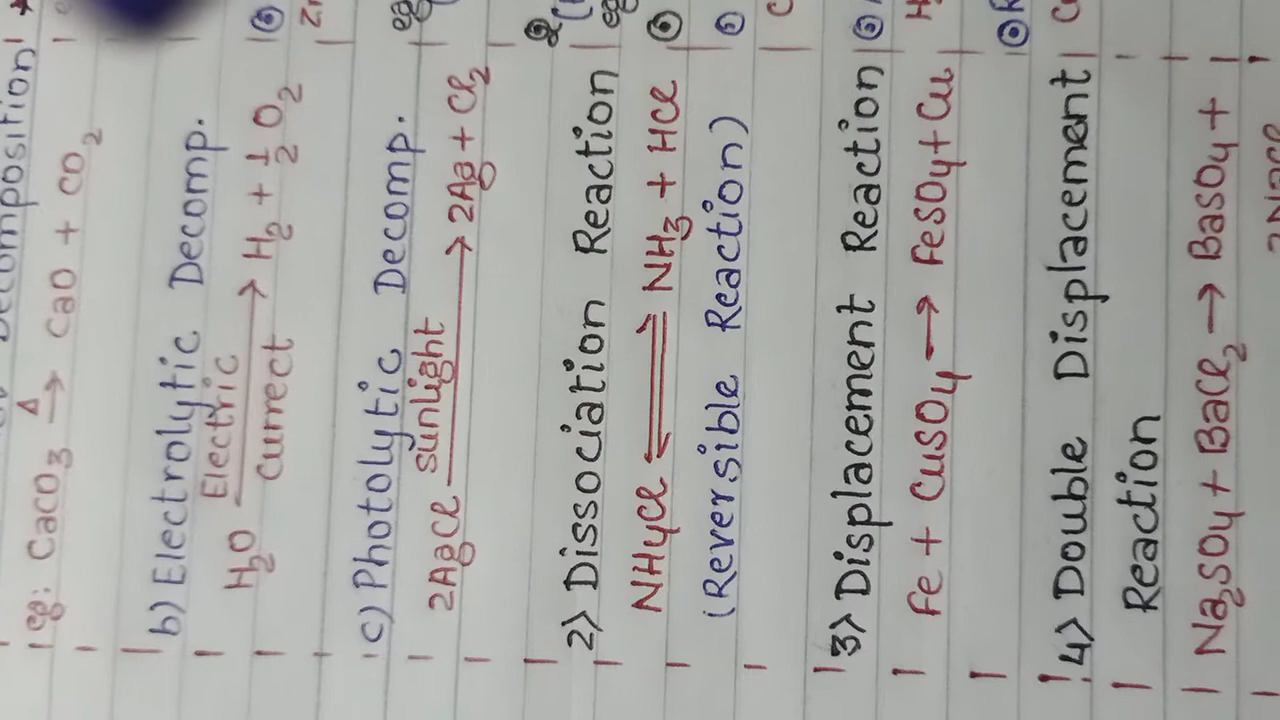 Decomposition
eg: CaCO3 →Δ CaO + CO2
b) Electrolytic Decomp.
H2O —Electric Current→ H2 + 1/2 O2
c) Photolytic Decomp.
2AgCl —sunlight→ 2Ag + Cl2
2) Dissociation Reaction
NH4Cl ⇌ NH3 + HCl
(Reversible Reaction)
3) Displacement Reaction
Fe + CuSO4 → FeSO4 + Cu
4) Double Displacement
Reaction
Na2SO4 + BaCl2 → BaSO4 +
2NaCl